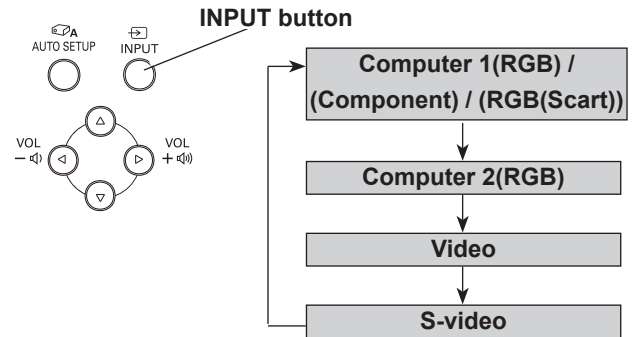 INPUT button
A
AUTO SETUP
INPUT
VOL
−
VOL
+
Computer 1(RGB) /
(Component) / (RGB(Scart))
Computer 2(RGB)
Video
S-video